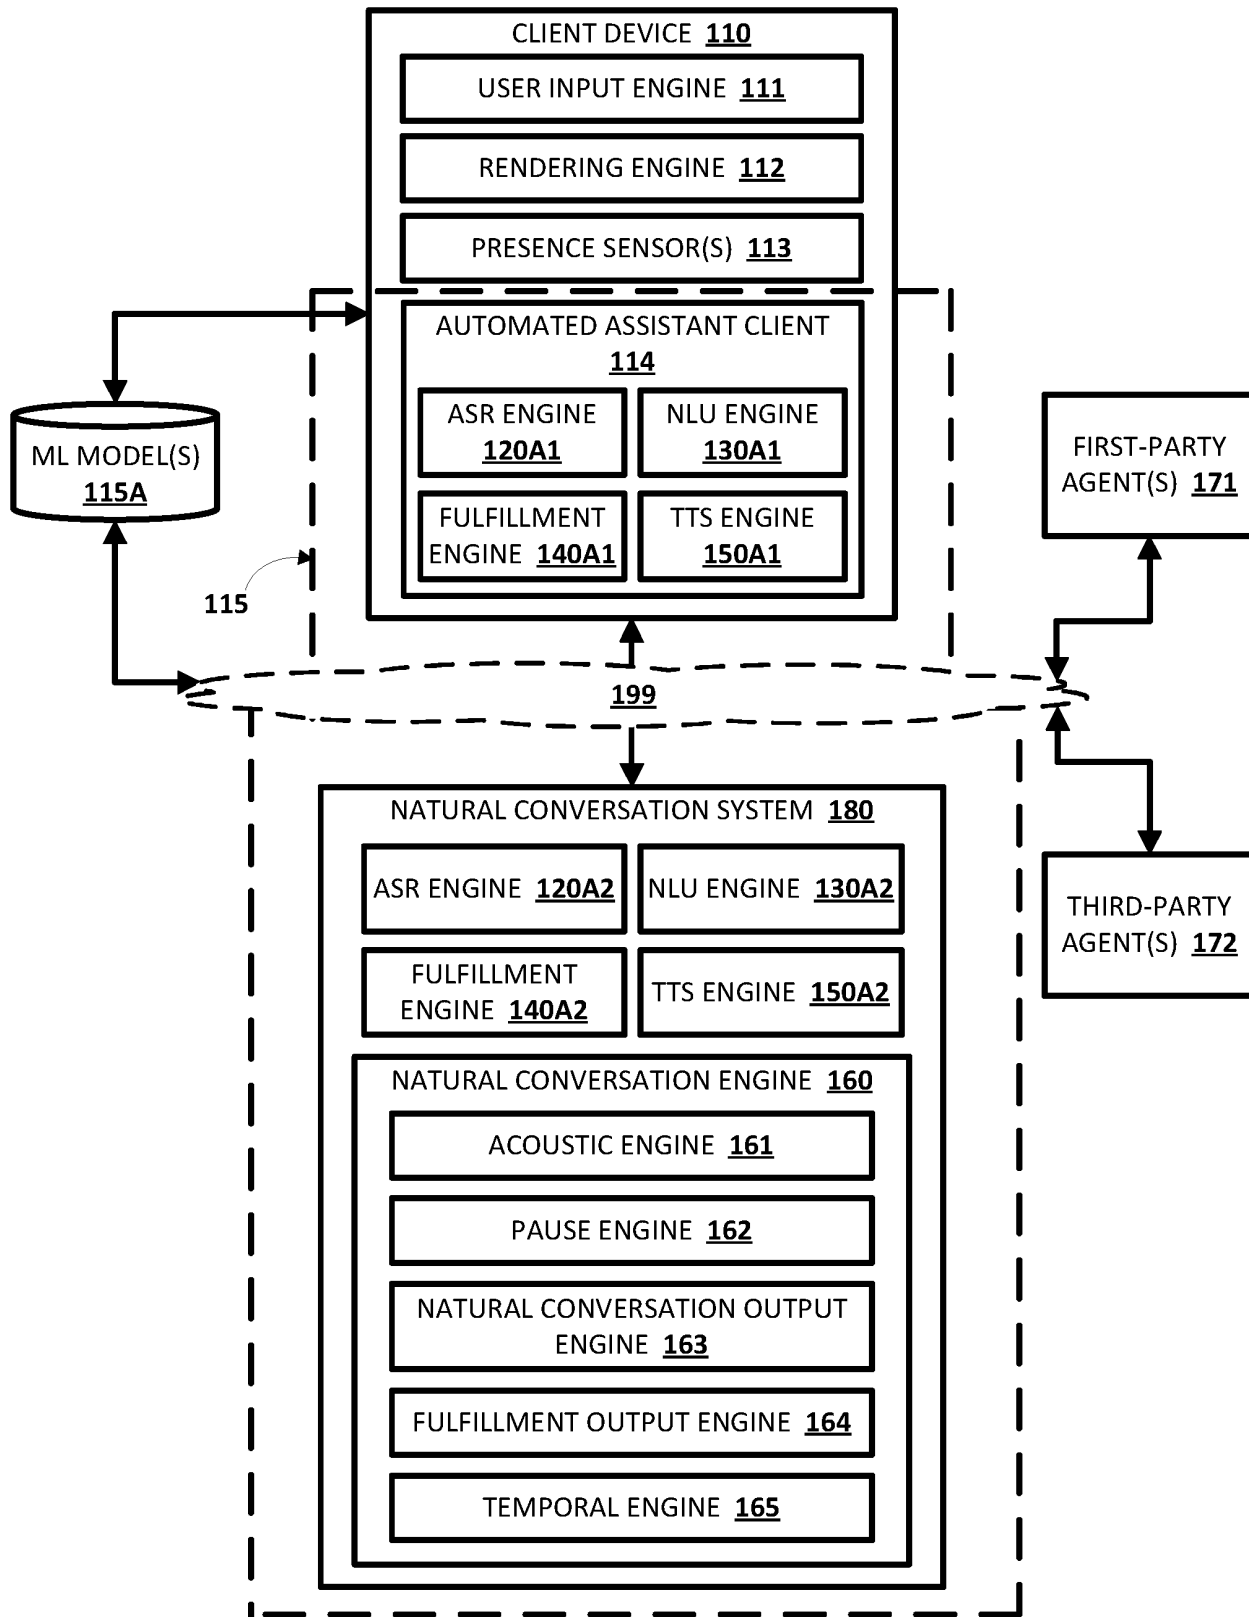 CLIENT DEVICE 110
USER INPUT ENGINE 111
RENDERING ENGINE 112
PRESENCE SENSOR(S) 113
AUTOMATED ASSISTANT CLIENT
114
ASR ENGINE
120A1
NLU ENGINE
130A1
FULFILLMENT
ENGINE 140A1
TTS ENGINE
150A1
ML MODEL(S)
115A
115
FIRST-PARTY
AGENT(S) 171
199
THIRD-PARTY
AGENT(S) 172
NATURAL CONVERSATION SYSTEM 180
ASR ENGINE 120A2
NLU ENGINE 130A2
FULFILLMENT
ENGINE 140A2
TTS ENGINE 150A2
NATURAL CONVERSATION ENGINE 160
ACOUSTIC ENGINE 161
PAUSE ENGINE 162
NATURAL CONVERSATION OUTPUT
ENGINE 163
FULFILLMENT OUTPUT ENGINE 164
TEMPORAL ENGINE 165